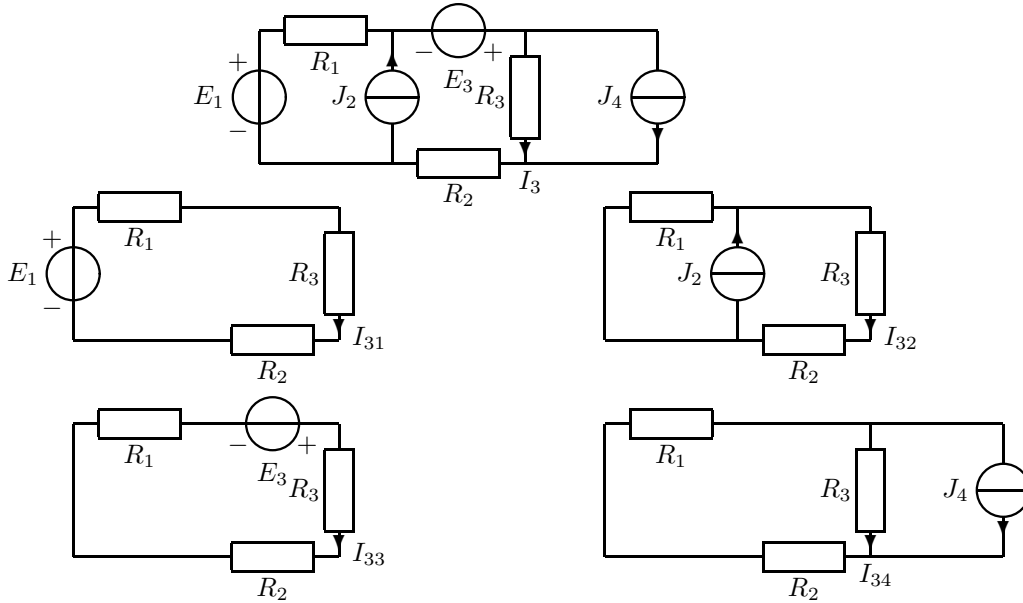 + R₁ − + 
E₁ J₂ E₃ R₃ J₄
− R₂ I₃
+ R₁ R₁
E₁ R₃ J₂ R₃
− R₂ I₃₁ R₂ I₃₂
R₁ − + R₁
E₃ R₃ R₃ J₄
R₂ I₃₃ R₂ I₃₄